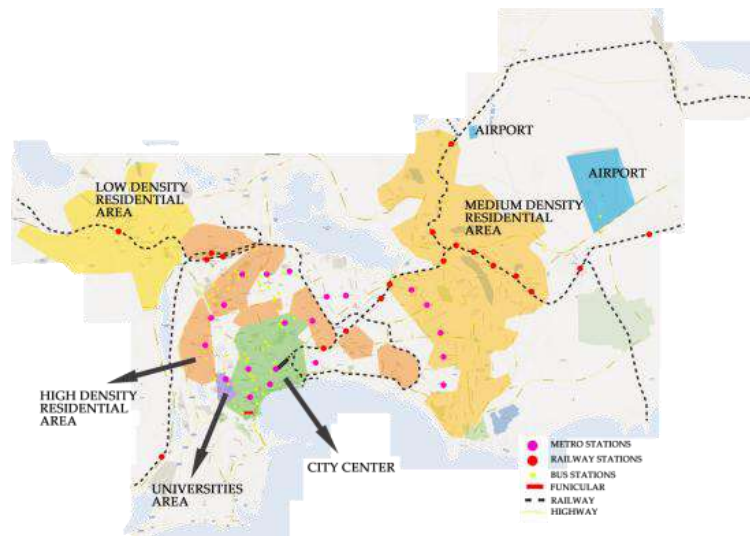 AIRPORT
AIRPORT
LOW DENSITY
RESIDENTIAL
AREA
MEDIUM DENSITY
RESIDENTIAL
AREA
HIGH DENSITY
RESIDENTIAL
AREA
UNIVERSITIES
AREA
CITY CENTER
METRO STATIONS
RAILWAY STATIONS
BUS STATIONS
FUNICULAR
RAILWAY
HIGHWAY